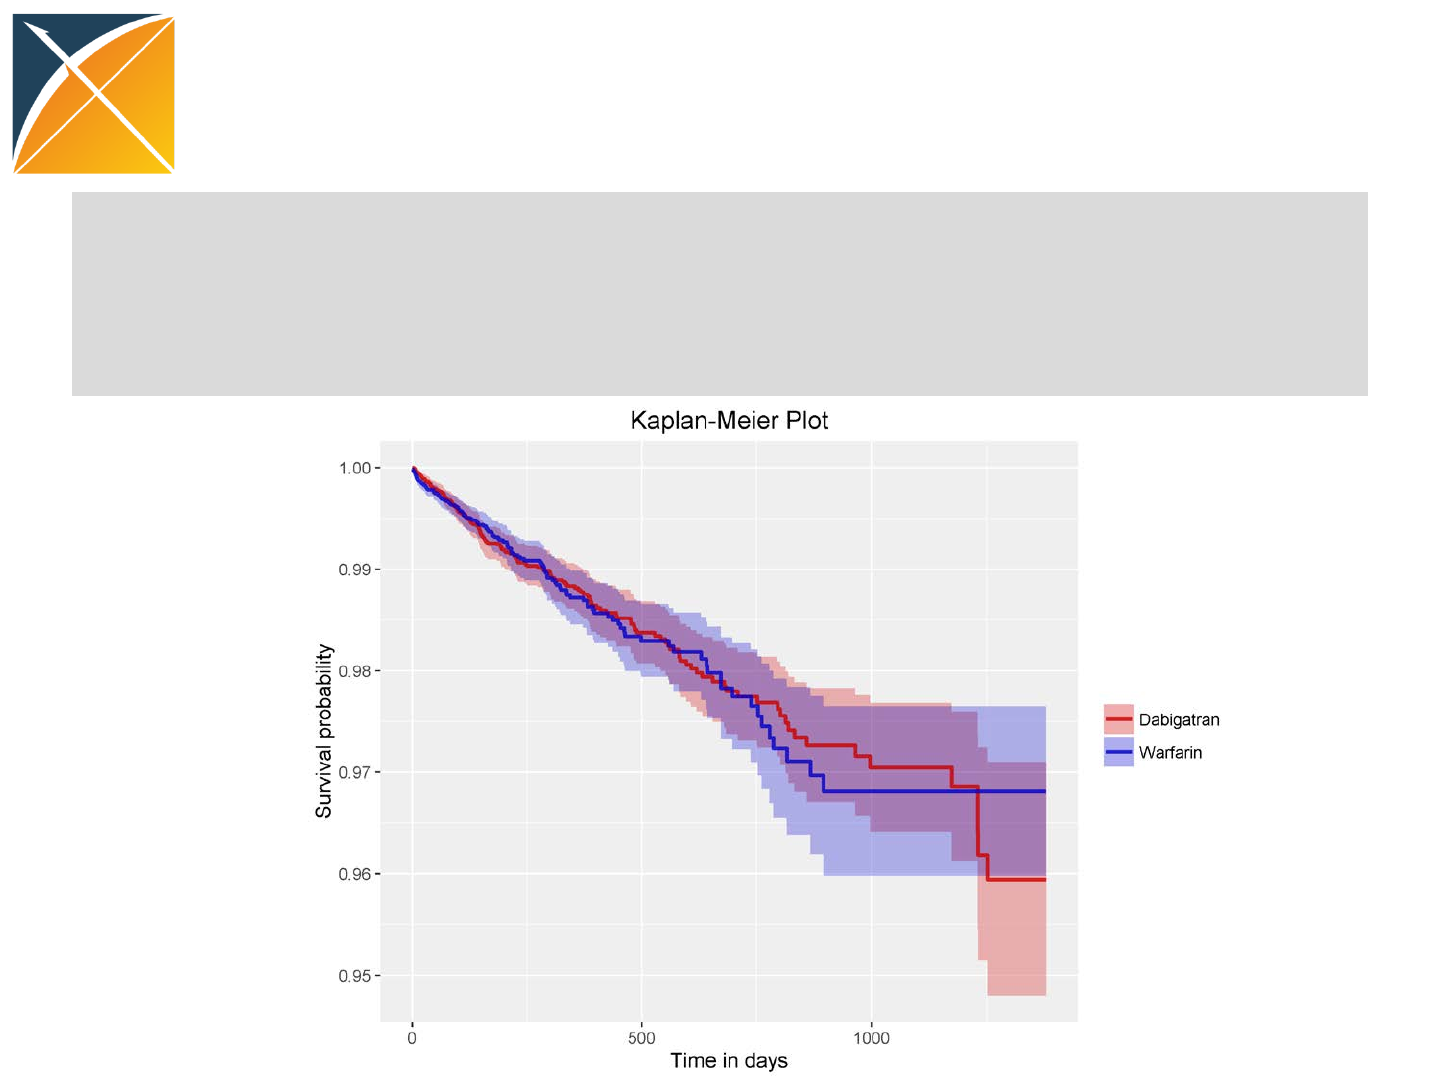 Kaplan-Meier Plot
1.00
0.99
0.98
0.97
0.96
0.95
Survival probability
0 500 1000
Time in days
Dabigatran
Warfarin